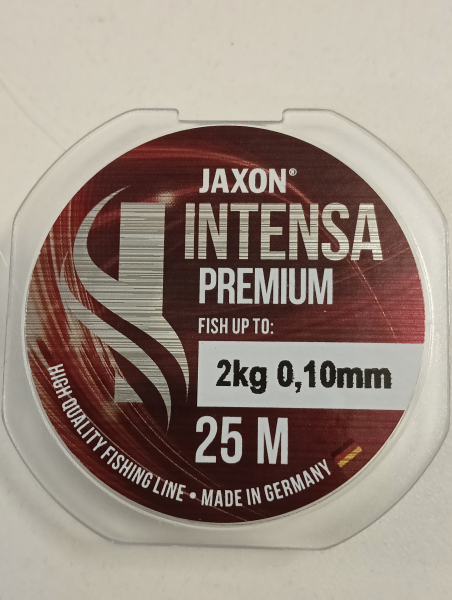 JAXON®
INTENSA
PREMIUM
FISH UP TO:
2kg 0,10mm
25 M
HIGH QUALITY FISHING LINE • MADE IN GERMANY